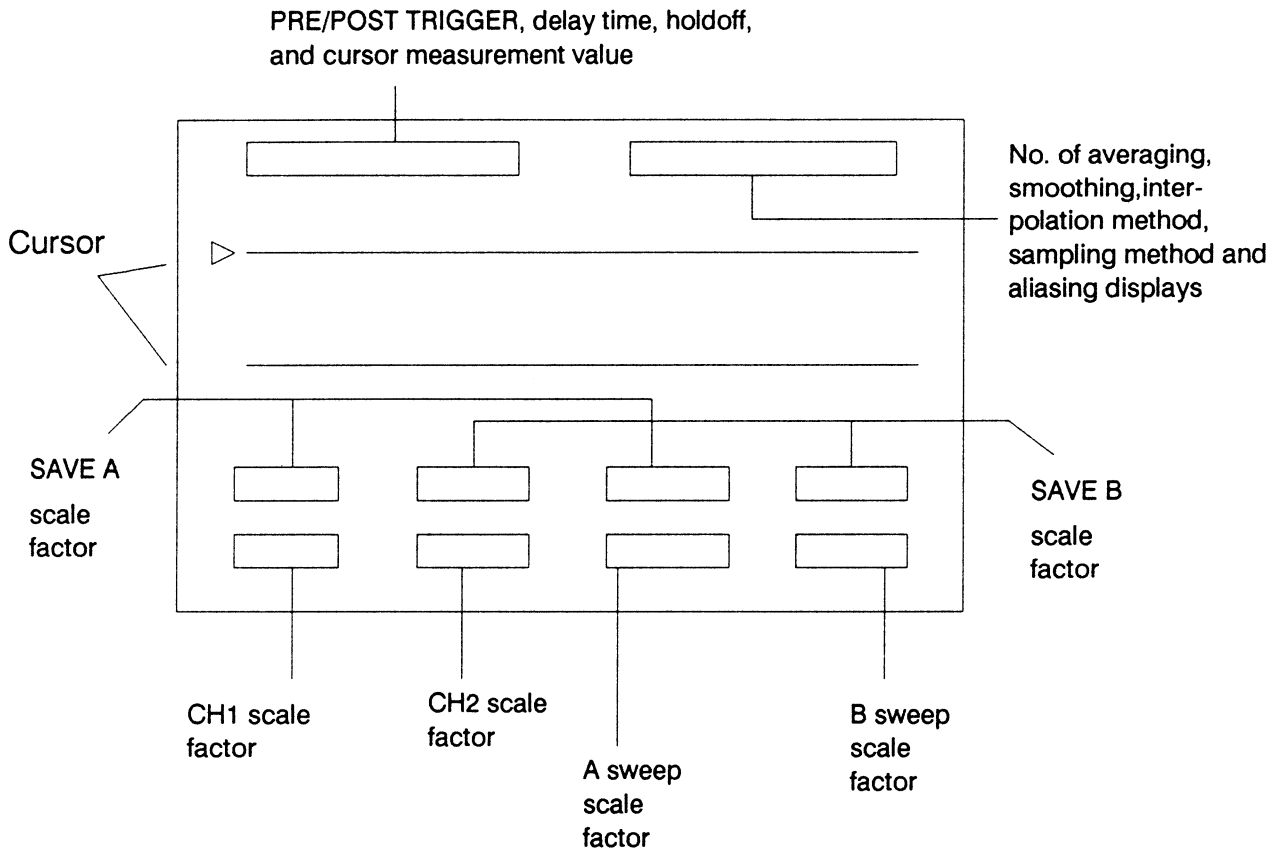 PRE/POST TRIGGER, delay time, holdoff,
and cursor measurement value
No. of averaging,
smoothing,inter-
polation method,
sampling method and
aliasing displays
Cursor
SAVE A
scale
factor
SAVE B
scale
factor
CH1 scale
factor
CH2 scale
factor
A sweep
scale
factor
B sweep
scale
factor